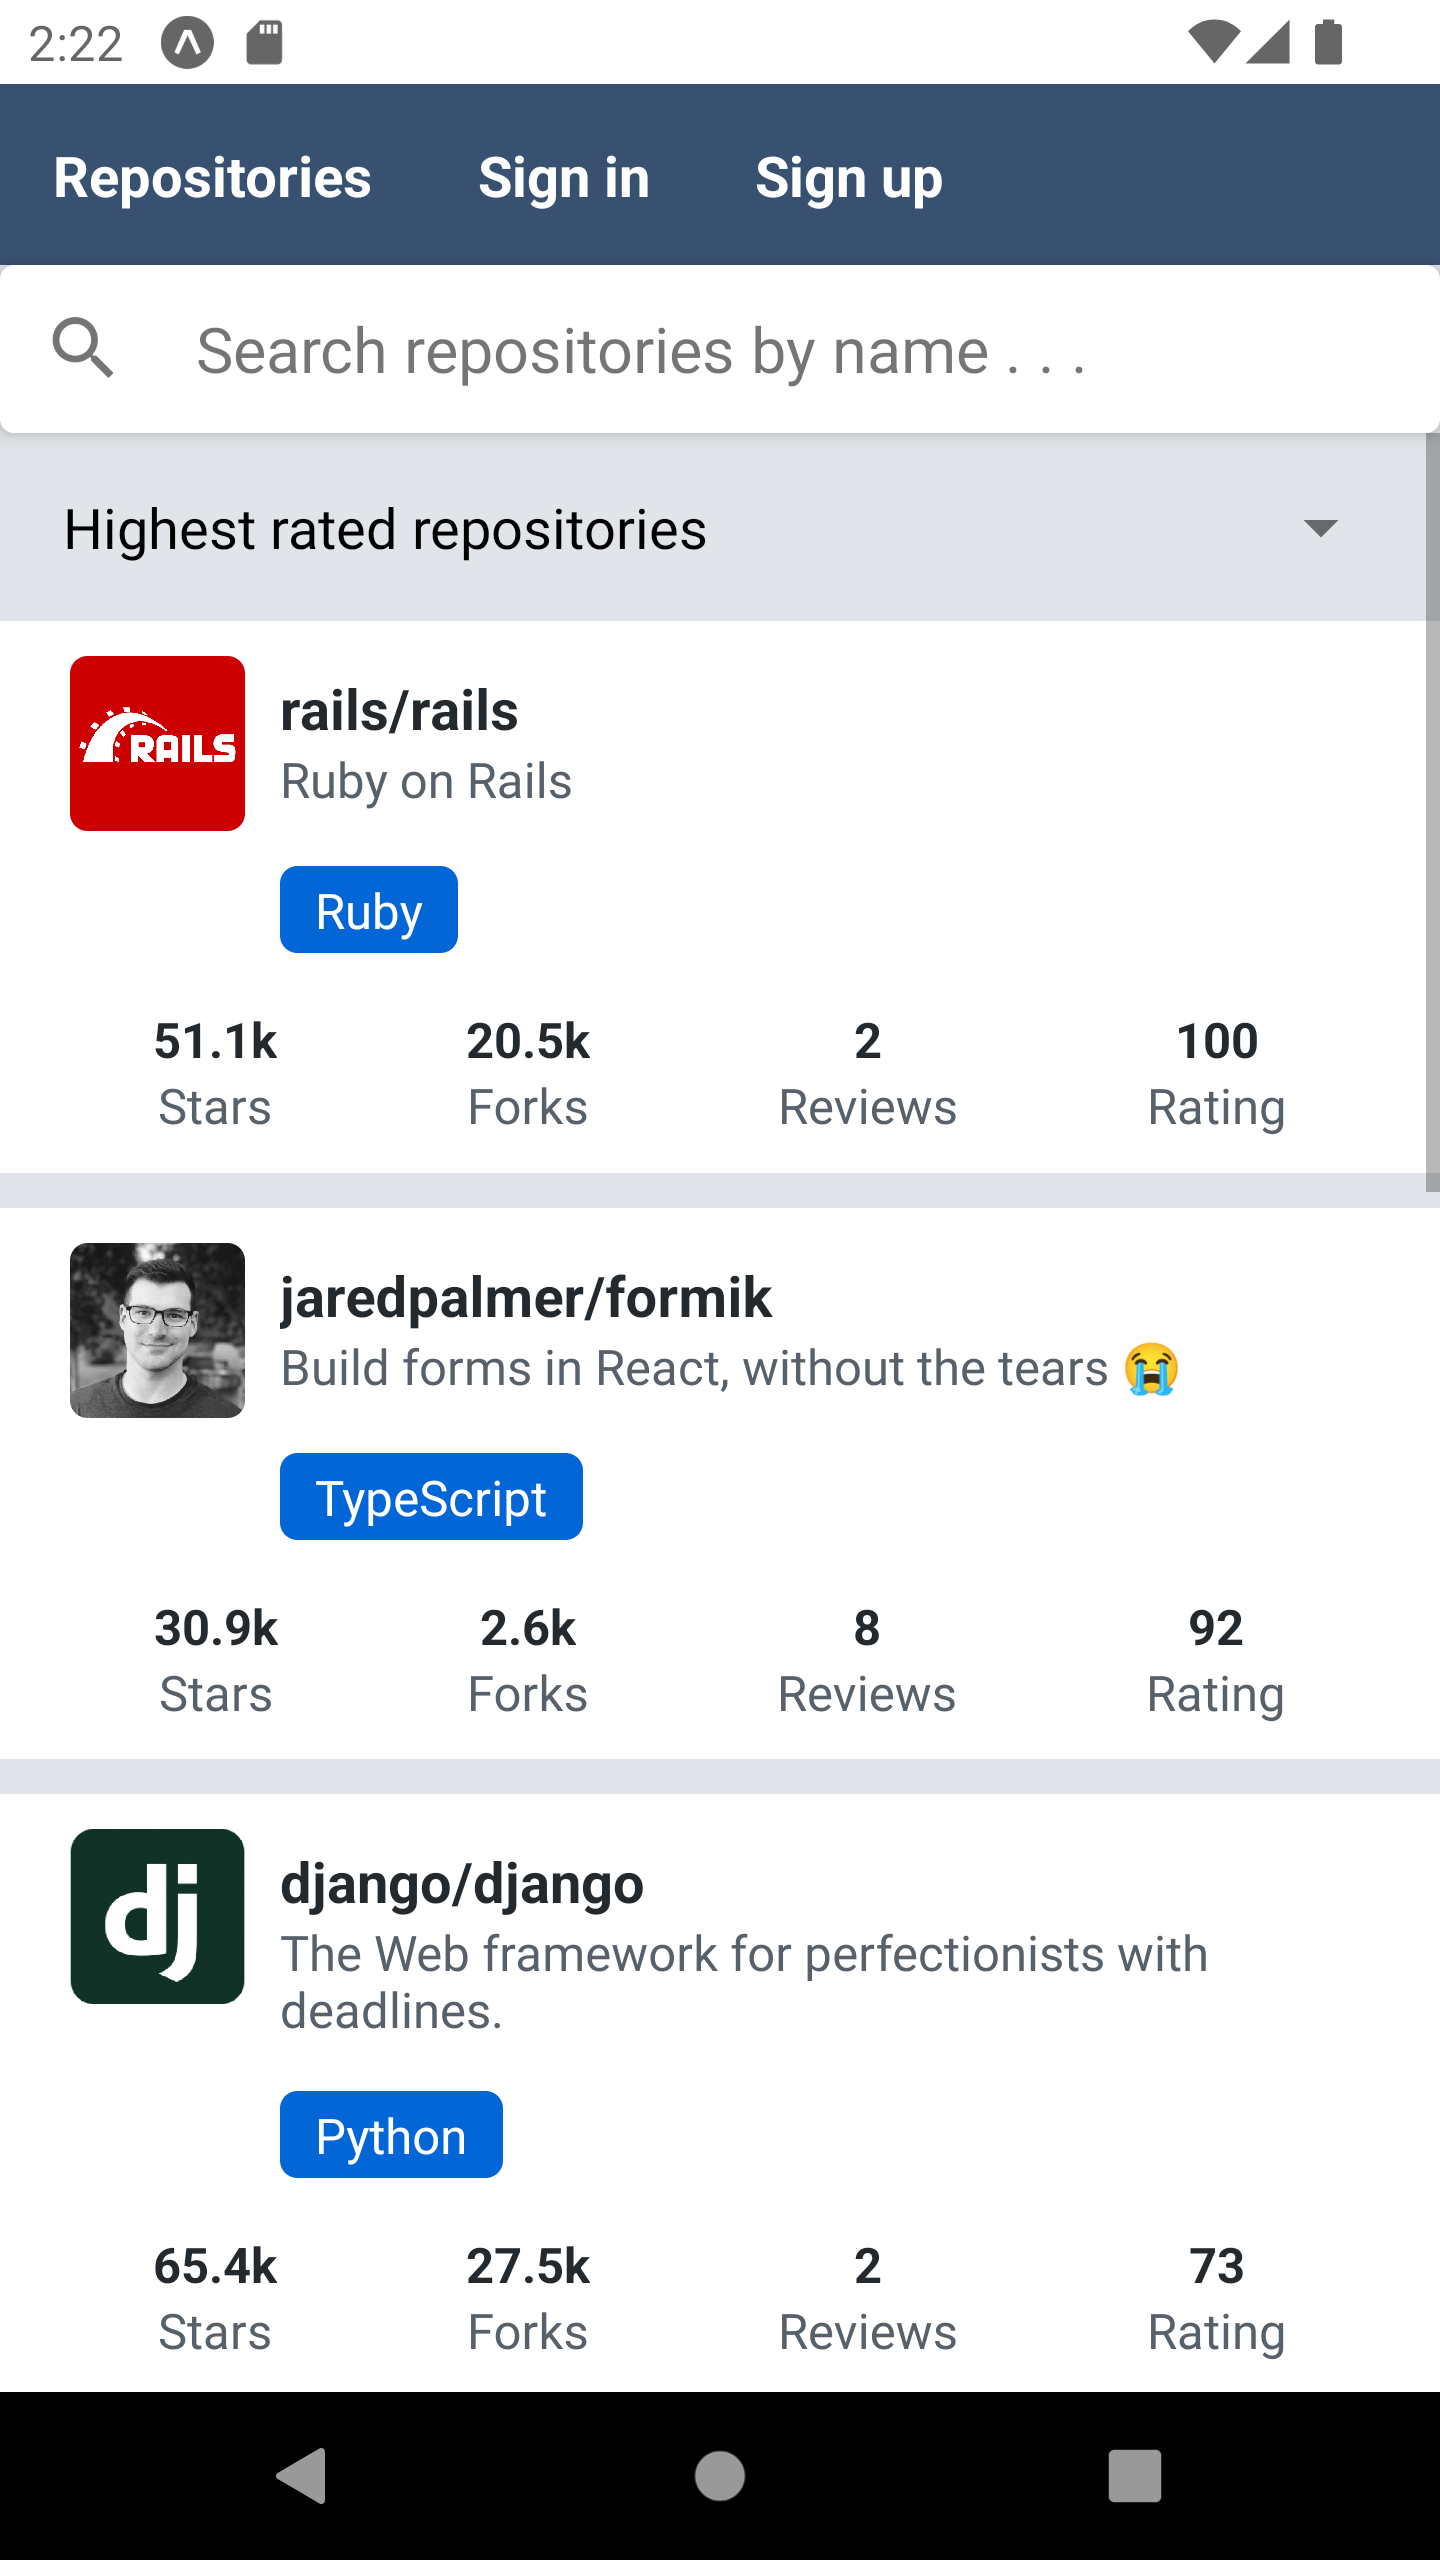 2:22
Repositories Sign in Sign up
Search repositories by name . . .
Highest rated repositories
RAILS
rails/rails
Ruby on Rails
Ruby
51.1k 20.5k 2 100
Stars Forks Reviews Rating
jaredpalmer/formik
Build forms in React, without the tears 😭
TypeScript
30.9k 2.6k 8 92
Stars Forks Reviews Rating
dj
django/django
The Web framework for perfectionists with
deadlines.
Python
65.4k 27.5k 2 73
Stars Forks Reviews Rating